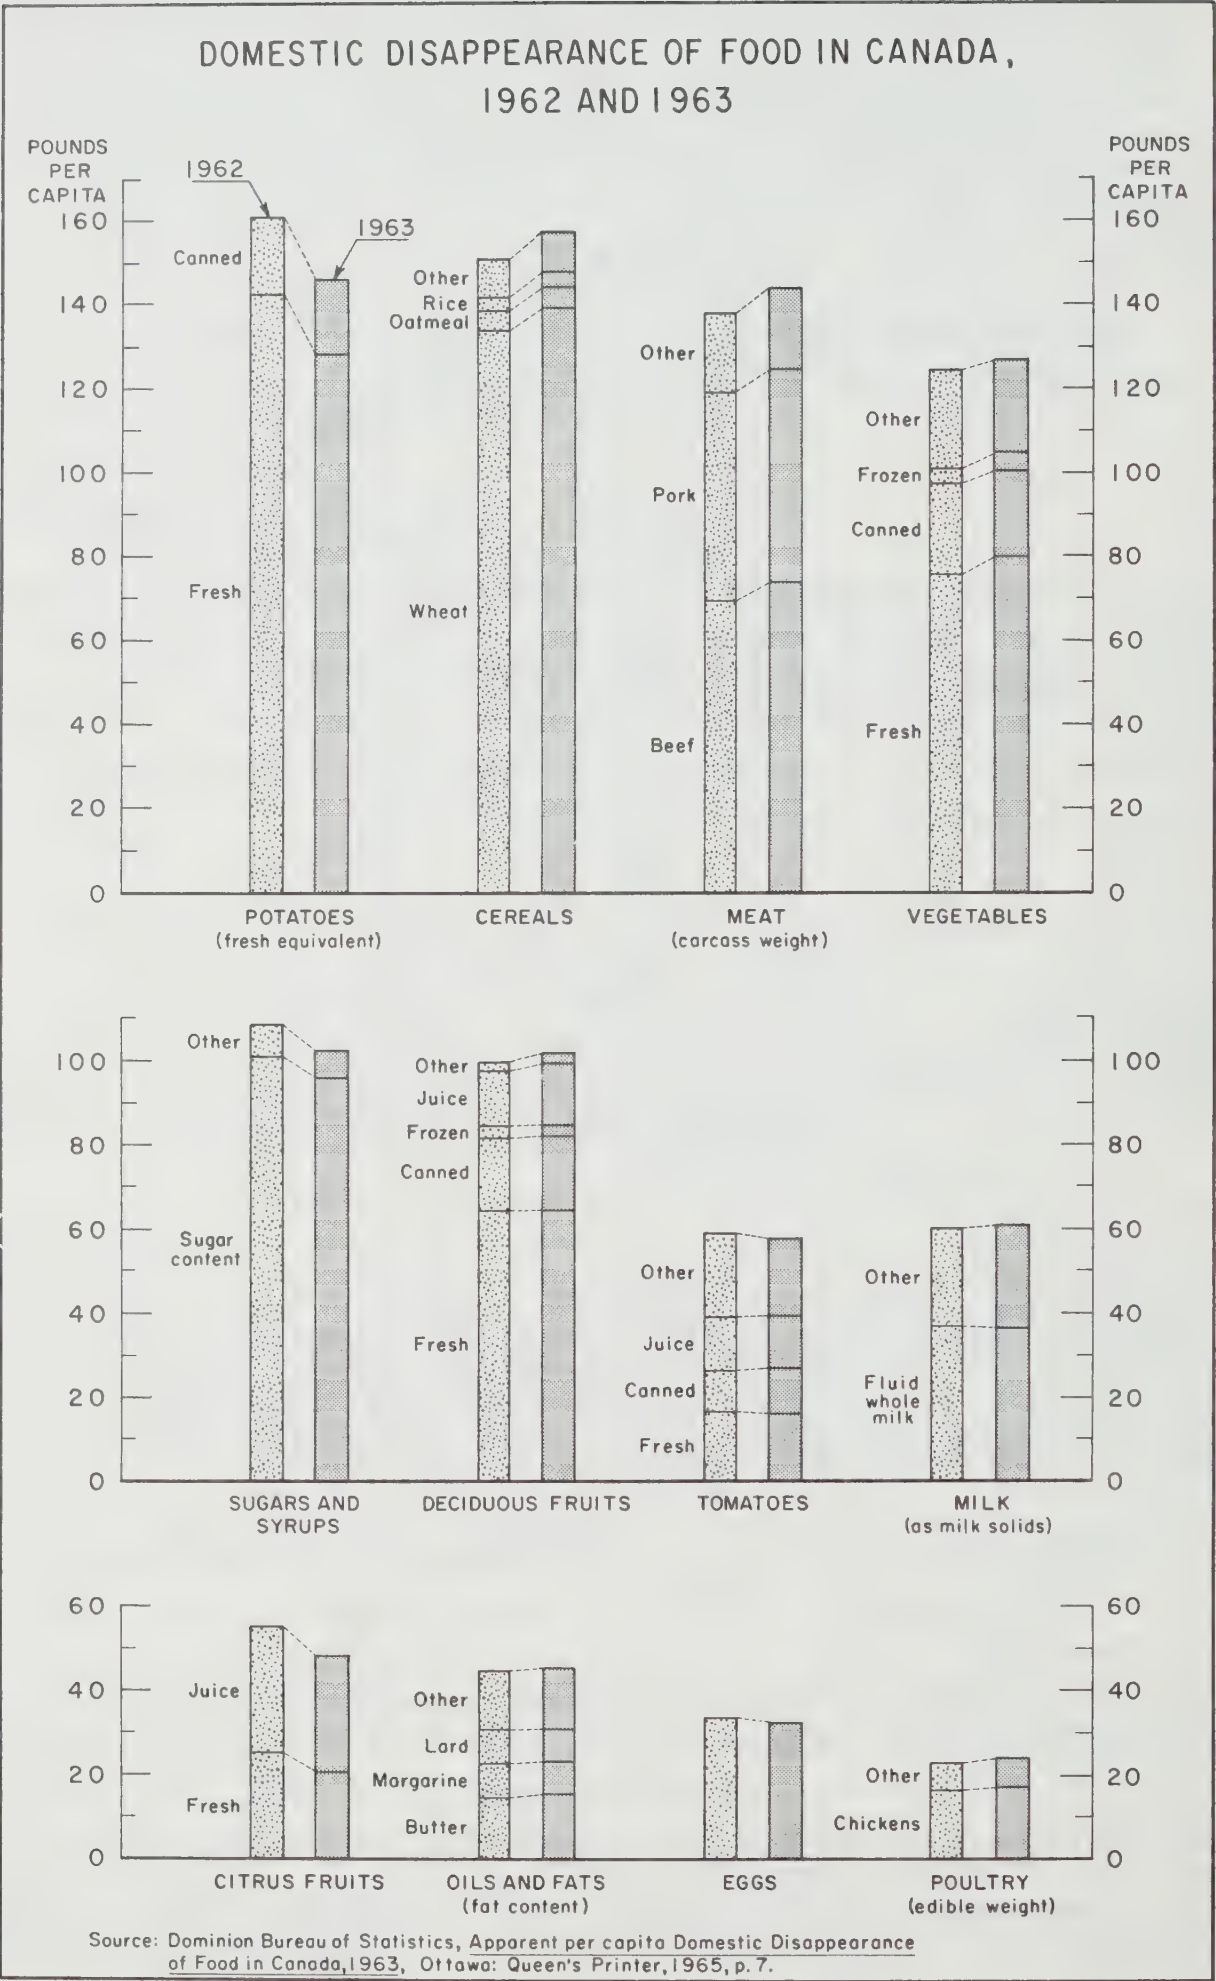 DOMESTIC DISAPPEARANCE OF FOOD IN CANADA,
1962 AND 1963
POUNDS
PER
CAPITA
POUNDS
PER
CAPITA
1962
1963
160
140
120
100
80
60
40
20
0
Canned
Fresh
Other
Rice
Oatmeal
Wheat
Other
Pork
Beef
Other
Frozen
Canned
Fresh
160
140
120
100
80
60
40
20
0
POTATOES
(fresh equivalent)
CEREALS
MEAT
(carcass weight)
VEGETABLES
100
80
60
40
20
0
Other
Sugar
content
Other
Juice
Frozen
Canned
Fresh
Other
Juice
Canned
Fresh
Other
Fluid
whole
milk
100
80
60
40
20
0
SUGARS AND
SYRUPS
DECIDUOUS FRUITS
TOMATOES
MILK
(as milk solids)
60
40
20
0
Juice
Fresh
Other
Lard
Margarine
Butter
Other
Chickens
60
40
20
0
CITRUS FRUITS
OILS AND FATS
(fat content)
EGGS
POULTRY
(edible weight)
Source: Dominion Bureau of Statistics, Apparent per capita Domestic Disappearance
of Food in Canada,1963, Ottawa: Queen's Printer,1965, p.7.